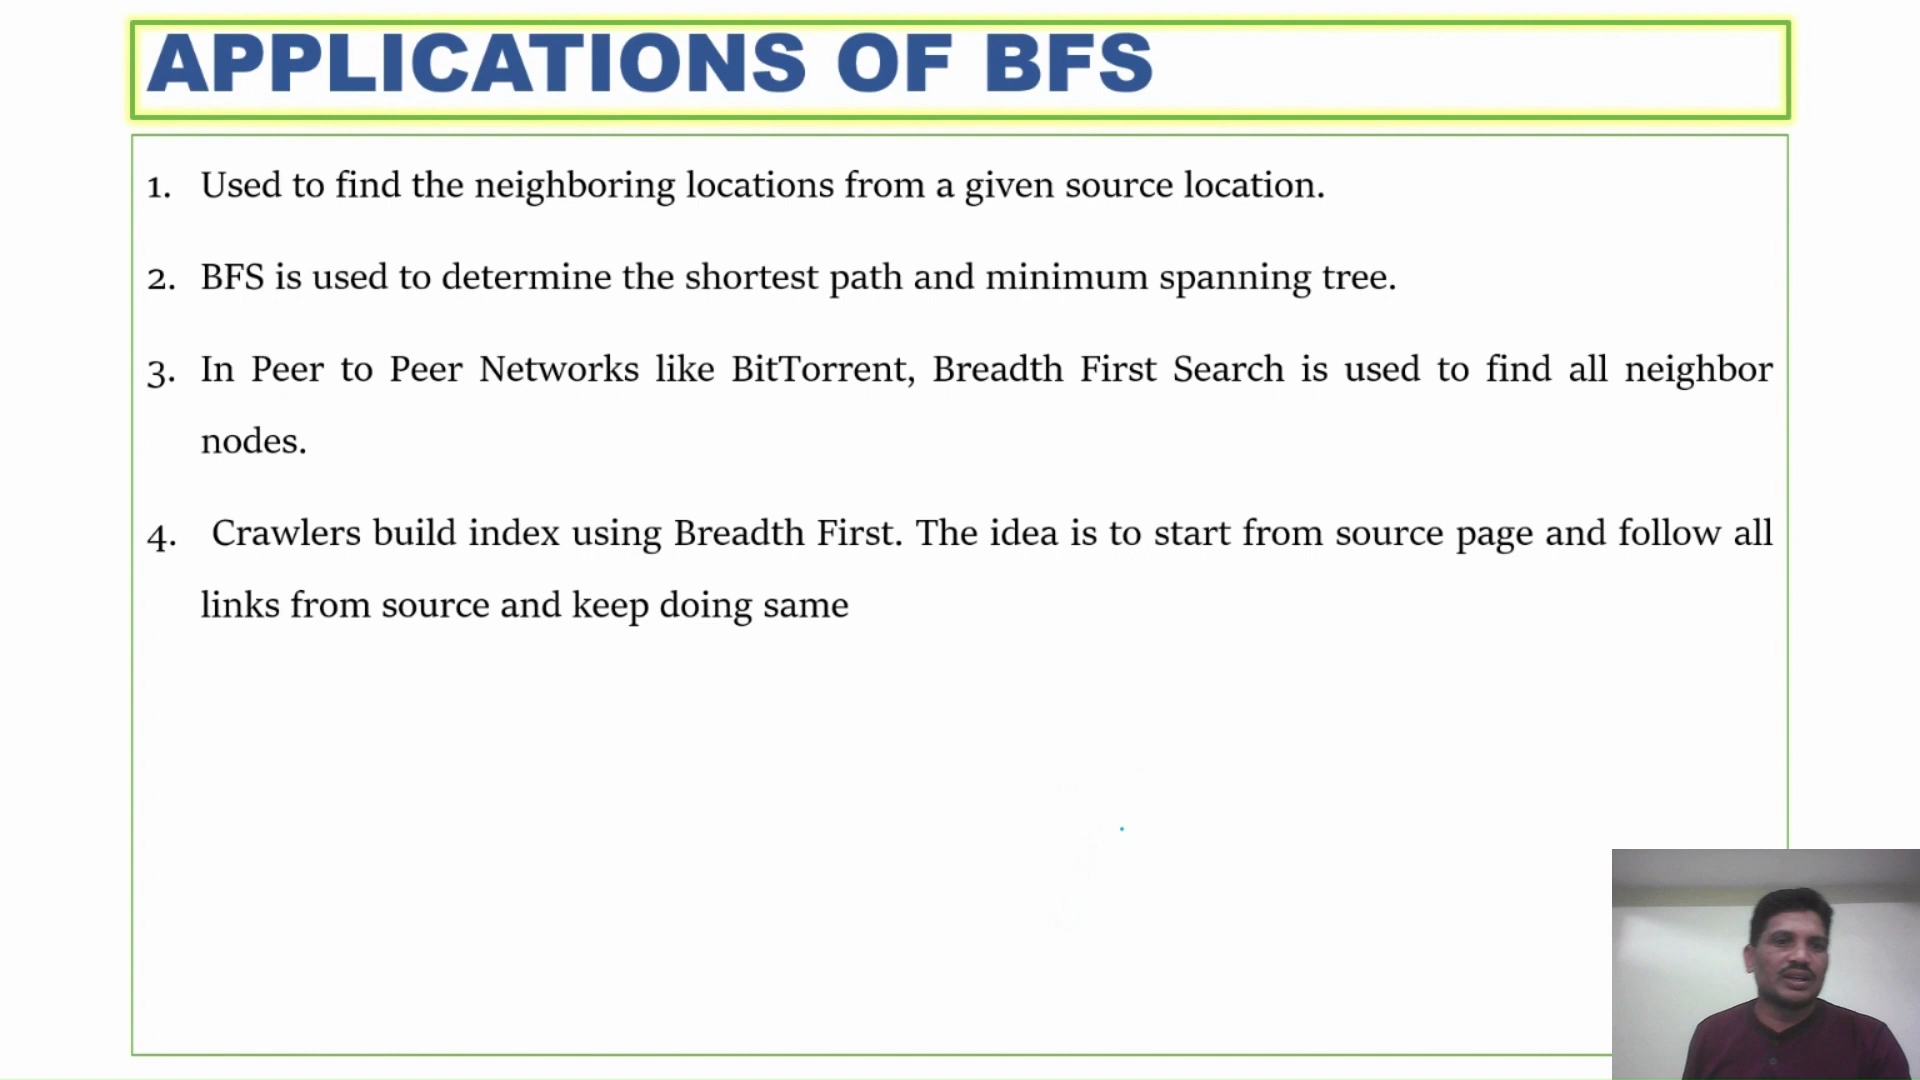 APPLICATIONS OF BFS
1. Used to find the neighboring locations from a given source location.
2. BFS is used to determine the shortest path and minimum spanning tree.
3. In Peer to Peer Networks like BitTorrent, Breadth First Search is used to find all neighbor
nodes.
4. Crawlers build index using Breadth First. The idea is to start from source page and follow all
links from source and keep doing same